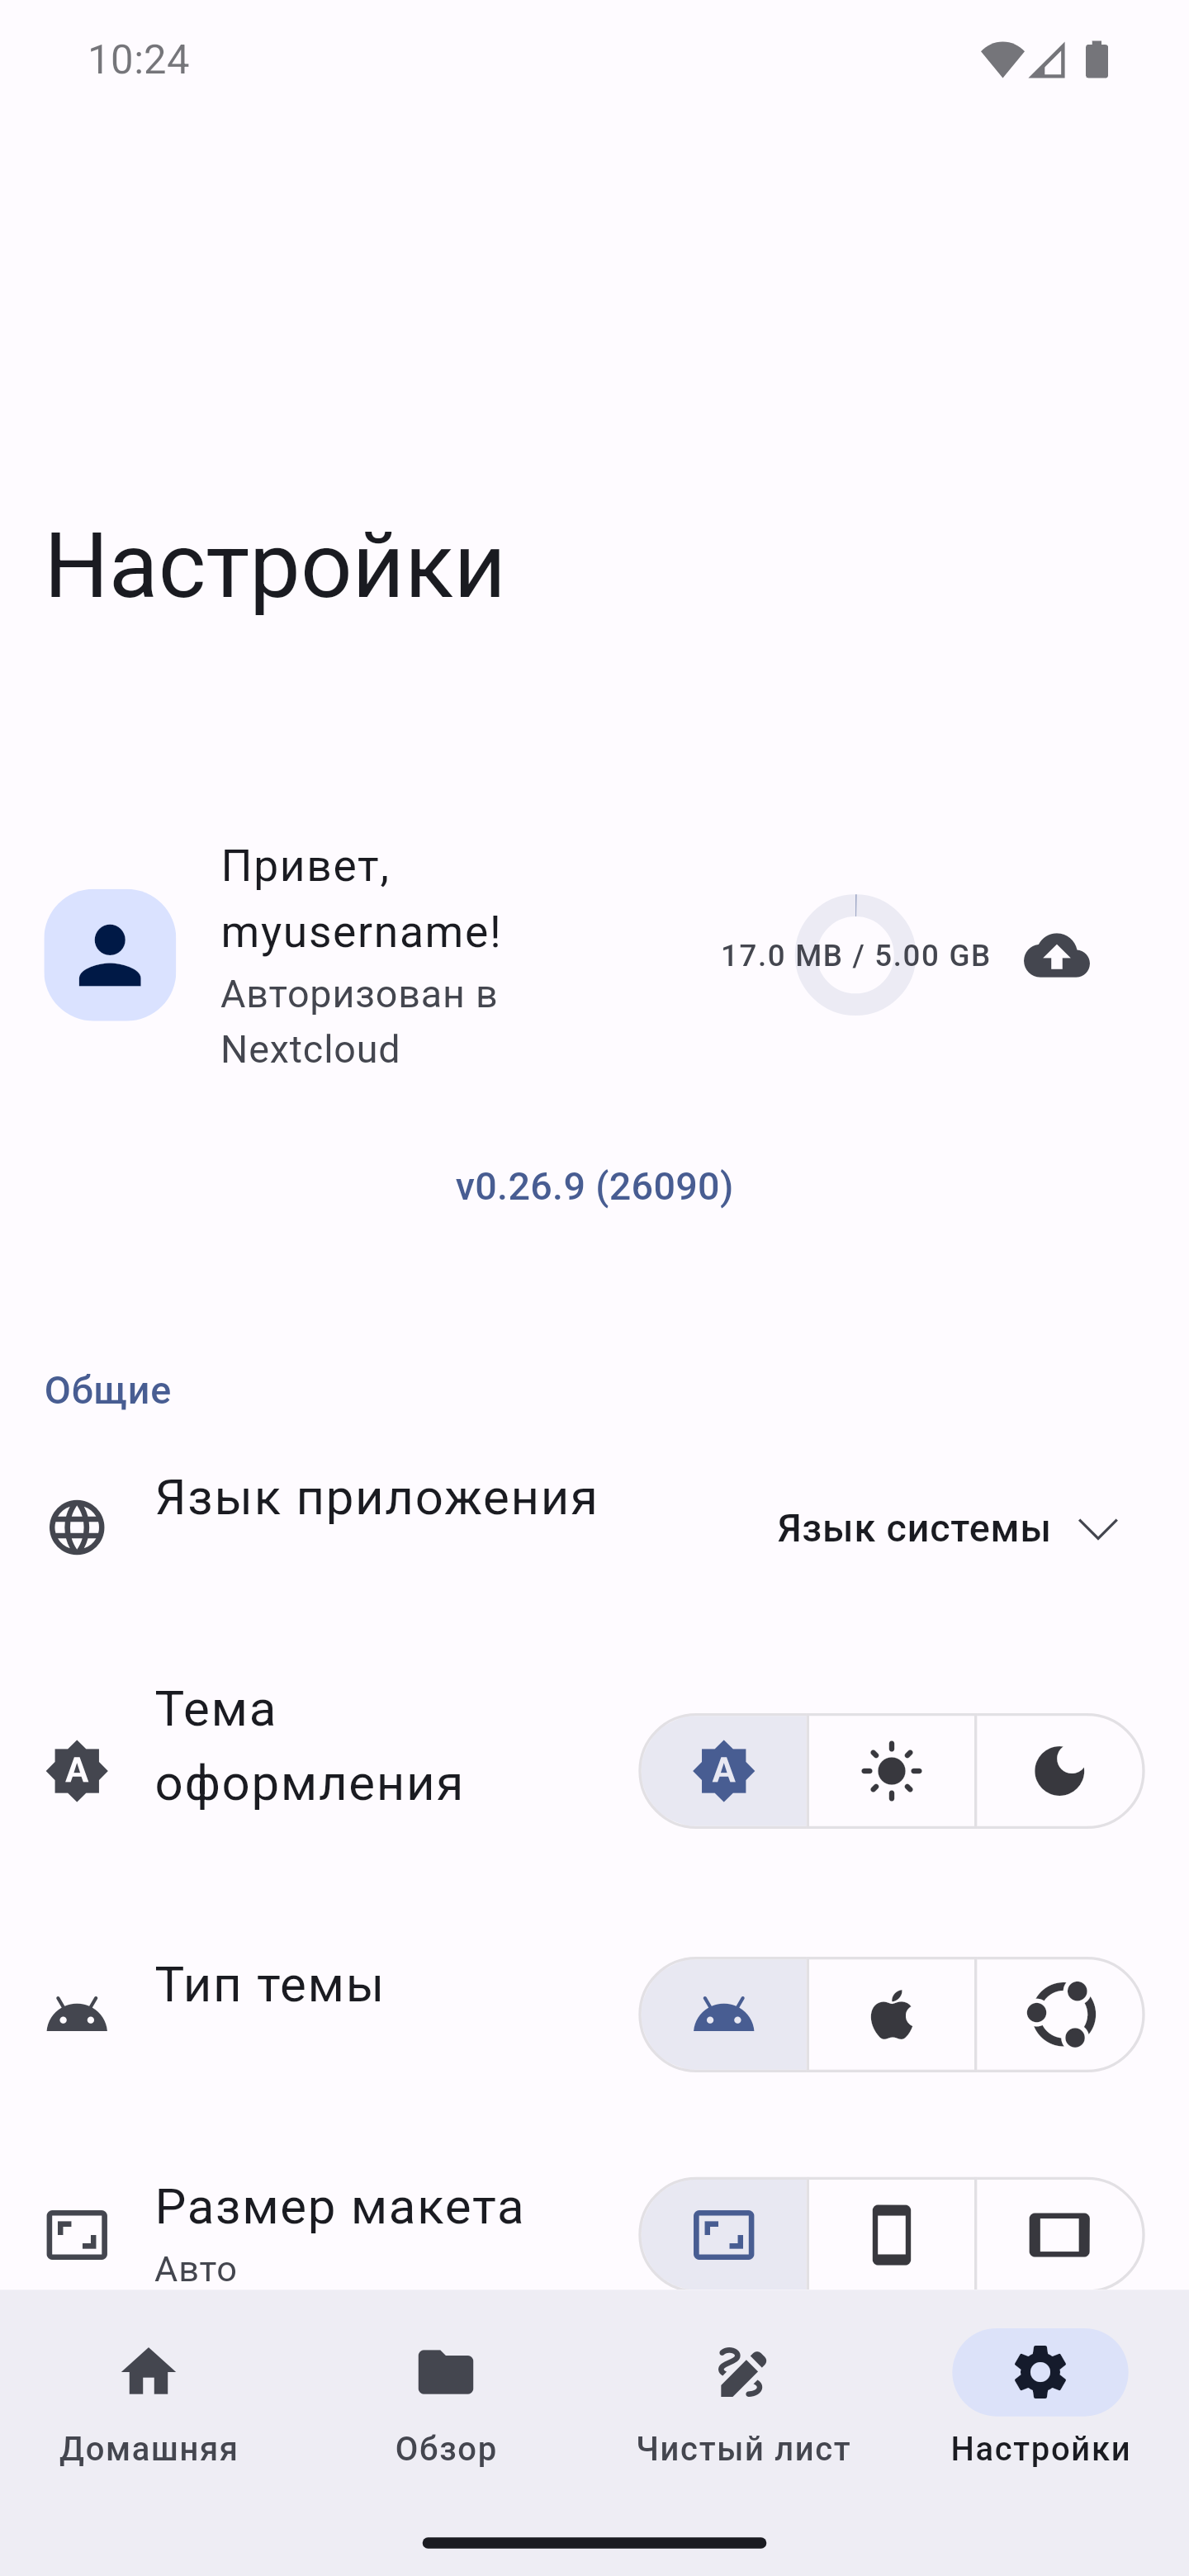 10:24
Настройки
Привет,
myusername!
Авторизован в
Nextcloud
17.0 MB / 5.00 GB
v0.26.9 (26090)
Общие
Язык приложения
Язык системы
Тема
оформления
A
A
Тип темы
Размер макета
Авто
Домашняя
Обзор
Чистый лист
Настройки